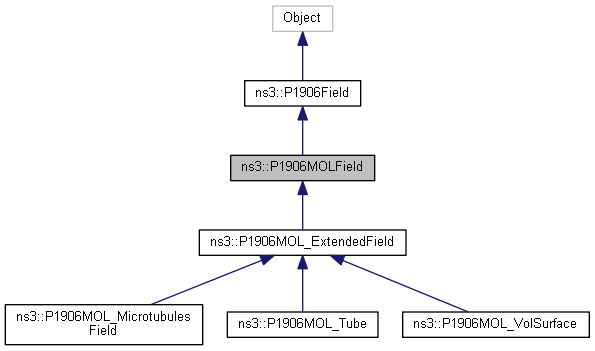 Object
ns3::P1906Field
ns3::P1906MOLField
ns3::P1906MOL_ExtendedField
ns3::P1906MOL_Microtubules
Field
ns3::P1906MOL_Tube
ns3::P1906MOL_VolSurface